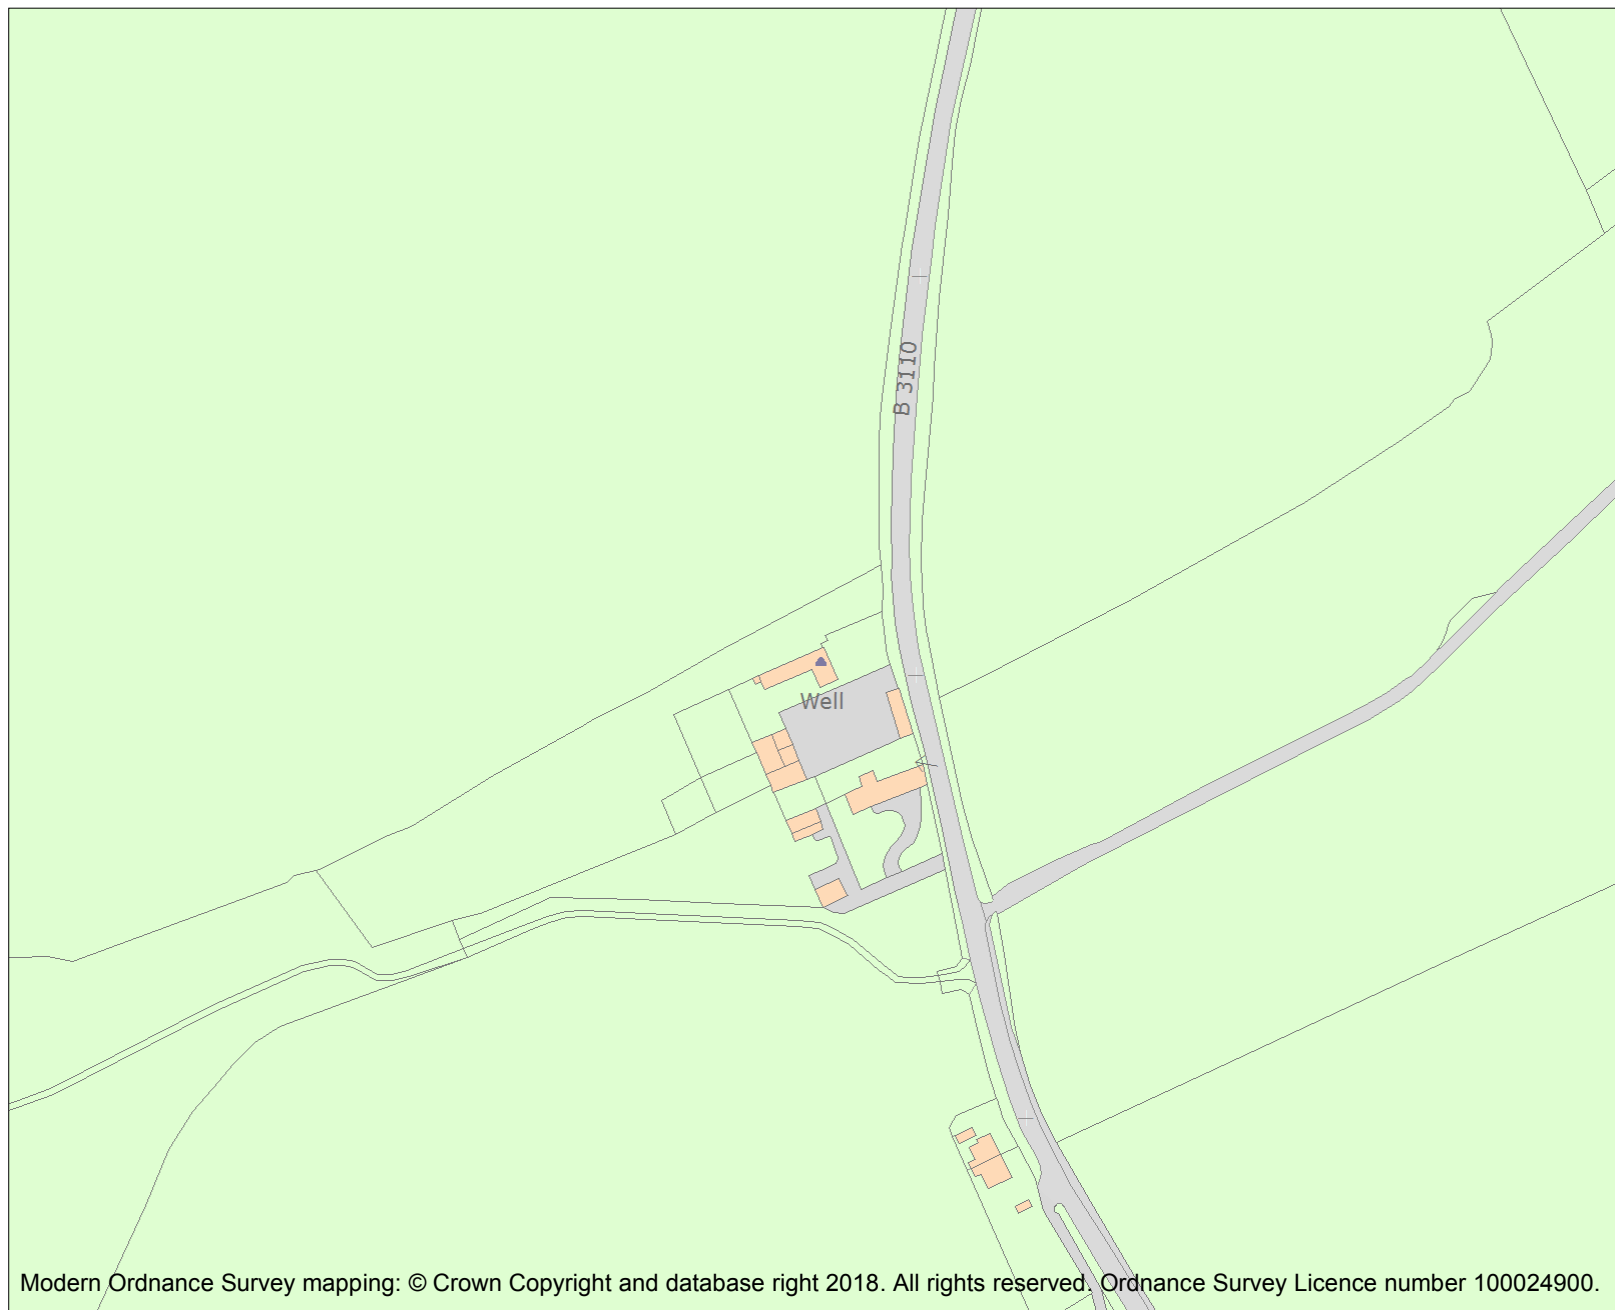 B 3110
Well
Modern Ordnance Survey mapping: © Crown Copyright and database right 2018. All rights reserved. Ordnance Survey Licence number 100024900.